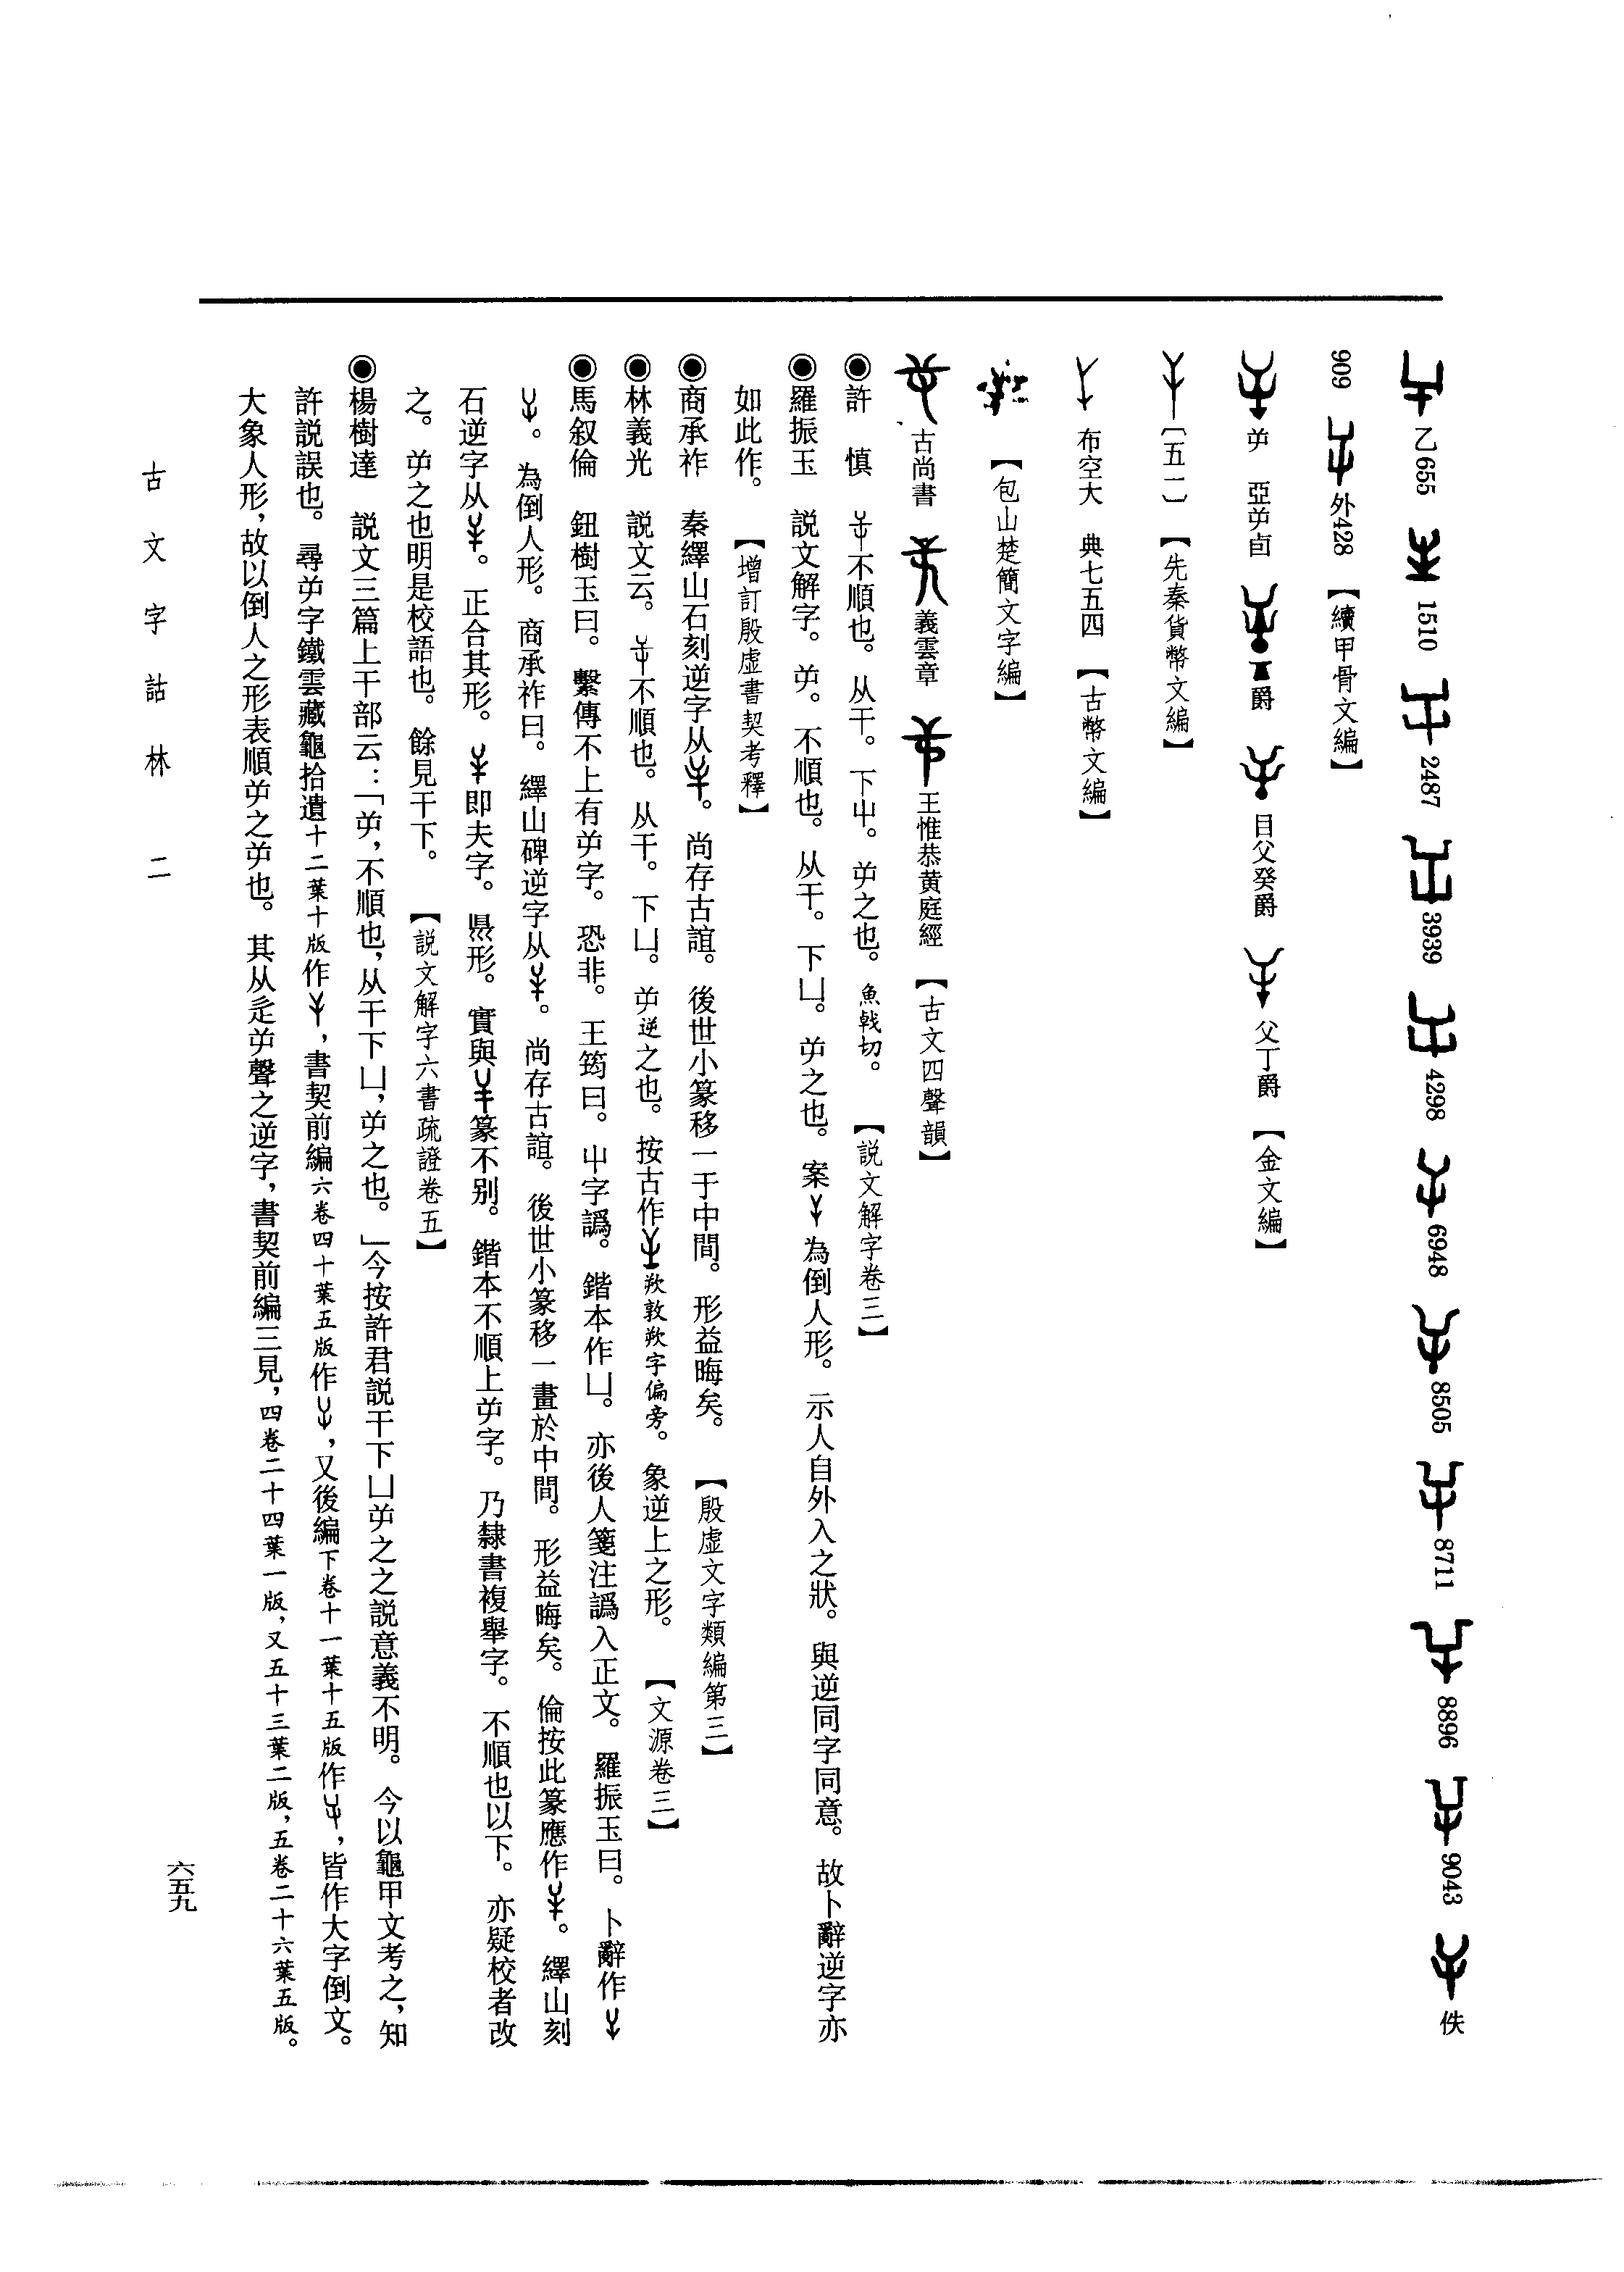 乙655 1510 2487 3939 4298 6948 8505 8711 8896 9043 佚
909 外428 【續甲骨文編】
屰 亞屰卣 爵 目父癸爵 父丁爵 【金文編】
〔五一〕【先秦貨幣文編】
布空大 典七五四 【古幣文編】
【包山楚簡文字編】
古尚書 義雲章 王惟恭黄庭經 【古文四聲韻】
◉許 慎 不順也。从干。下屮。屰之也。魚戟切。 【説文解字卷三】
◉羅振玉 説文解字。屰。不順也。从干。下凵。屰之也。案 為倒人形。示人自外入之狀。與逆同字同意。故卜辭逆字亦
如此作。 【增訂殷虛書契考釋】
◉商承祚 秦繹山石刻逆字从 。尚存古誼。後世小篆移一于中間。形益晦矣。 【殷虛文字類編第三】
◉林義光 説文云。 不順也。从干。下凵。屰逆之也。按古作 敦 字偏旁。象逆上之形。 【文源卷三】
◉馬叙倫 鈕樹玉曰。繫傳不上有屰字。恐非。王筠曰。屮字譌。鍇本作凵。亦後人箋注譌入正文。羅振玉曰。卜辭作
。為倒人形。商承祚曰。繹山碑逆字从 。尚存古誼。後世小篆移一畫於中間。形益晦矣。倫按此篆應作 。繹山刻
石逆字从 。正合其形。 即夫字。 形。實與 篆不别。鍇本不順上屰字。乃隸書複舉字。不順也以下。亦疑校者改
之。屰之也明是校語也。餘見干下。 【説文解字六書疏證卷五】
◉楊樹達 説文三篇上干部云：「屰，不順也，从干下凵，屰之也。」今按許君説干下凵屰之之説意義不明。今以龜甲文考之，知
許説誤也。尋屰字鐵雲藏龜拾遺十二葉十版作 ，書契前編六卷四十葉五版作 ，又後編下卷十一葉十五版作 ，皆作大字倒文。
大象人形，故以倒人之形表順屰之屰也。其从辵屰聲之逆字，書契前編三見，四卷二十四葉一版，又五十三葉二版，五卷二十六葉五版。
古文字詁林 二
六五九